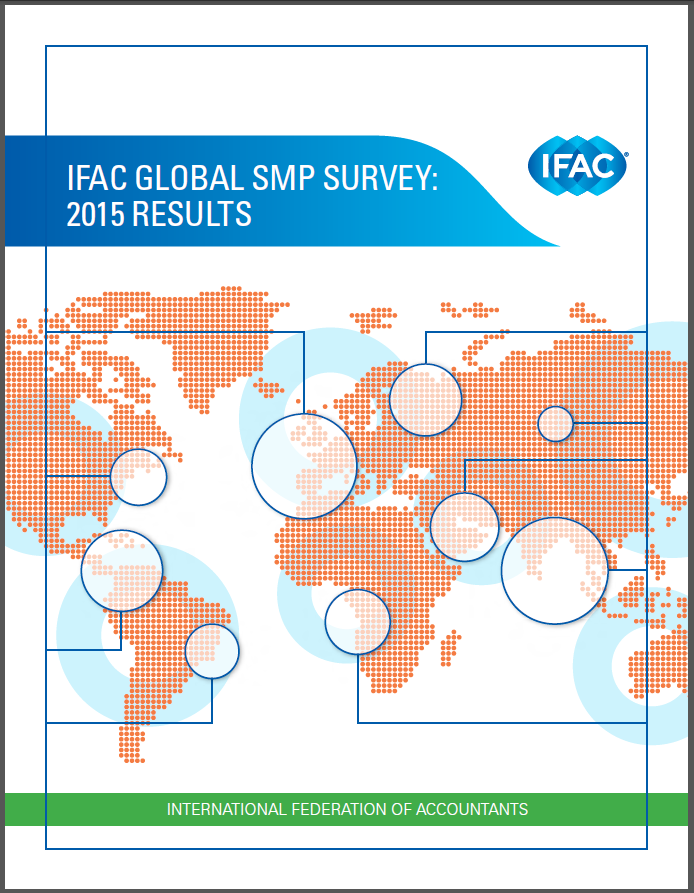 IFAC GLOBAL SMP SURVEY:
2015 RESULTS
IFAC®
INTERNATIONAL FEDERATION OF ACCOUNTANTS